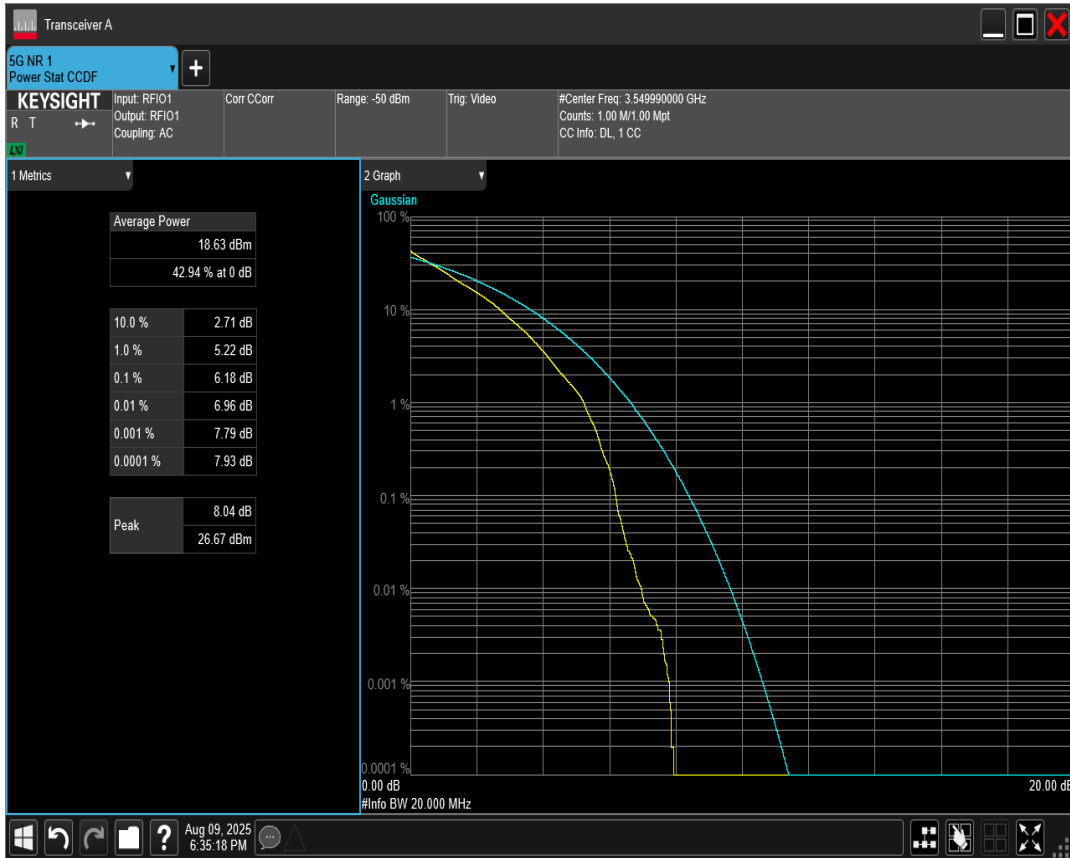 Transceiver A
5G NR 1
Power Stat CCDF
+
KEYSIGHT
R T
LXI
Input: RFIO1
Output: RFIO1
Coupling: AC
Corr CCorr
Range: -50 dBm
Trig: Video
#Center Freq: 3.549990000 GHz
Counts: 1.00 M/1.00 Mpt
CC Info: DL, 1 CC
1 Metrics
Average Power
18.63 dBm
42.94 % at 0 dB
10.0 % 2.71 dB
1.0 % 5.22 dB
0.1 % 6.18 dB
0.01 % 6.96 dB
0.001 % 7.79 dB
0.0001 % 7.93 dB
Peak
8.04 dB
26.67 dBm
2 Graph
Gaussian
100 %
10 %
1 %
0.1 %
0.01 %
0.001 %
0.0001 %
0.00 dB
20.00 dB
#Info BW 20.000 MHz
?
Aug 09, 2025
6:35:18 PM